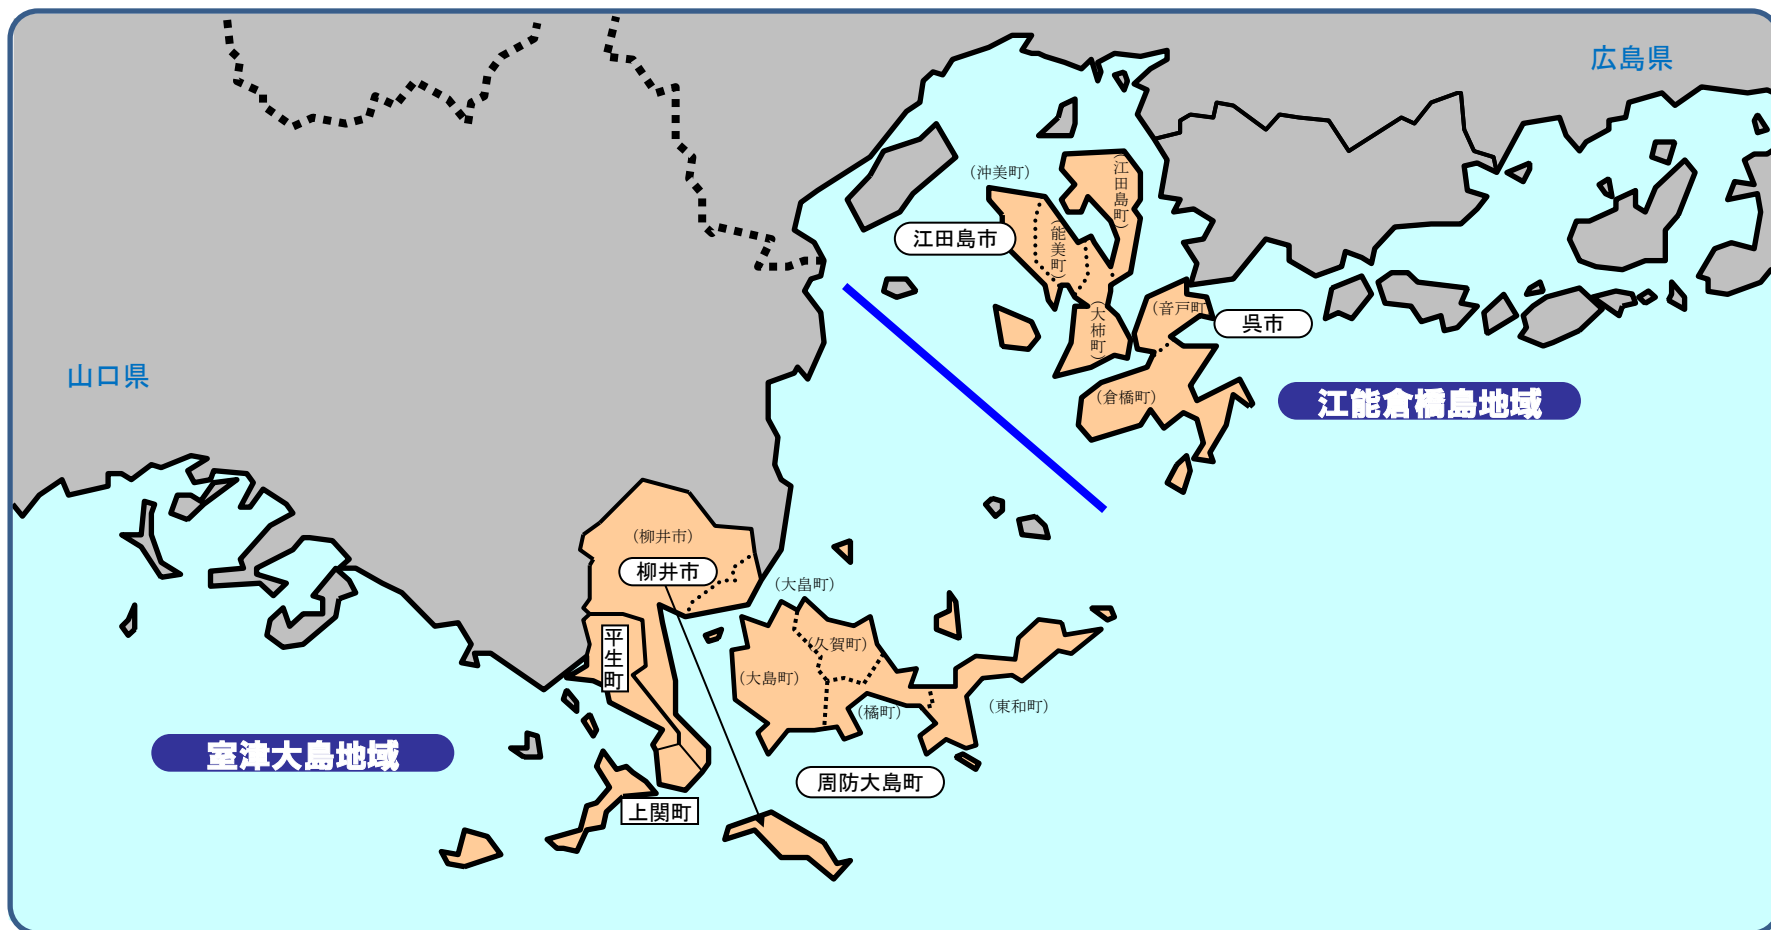 広島県
(沖美町)
(江田島町)
江田島市
(能美町)
(音戸町
(大柿町)
呉市
山口県
(倉橋町)
江能倉橋島地域
(柳井市)
柳井市
(大畠町)
平生町
(久賀町)
(大島町)
(橘町)
(東和町)
室津大島地域
周防大島町
上関町